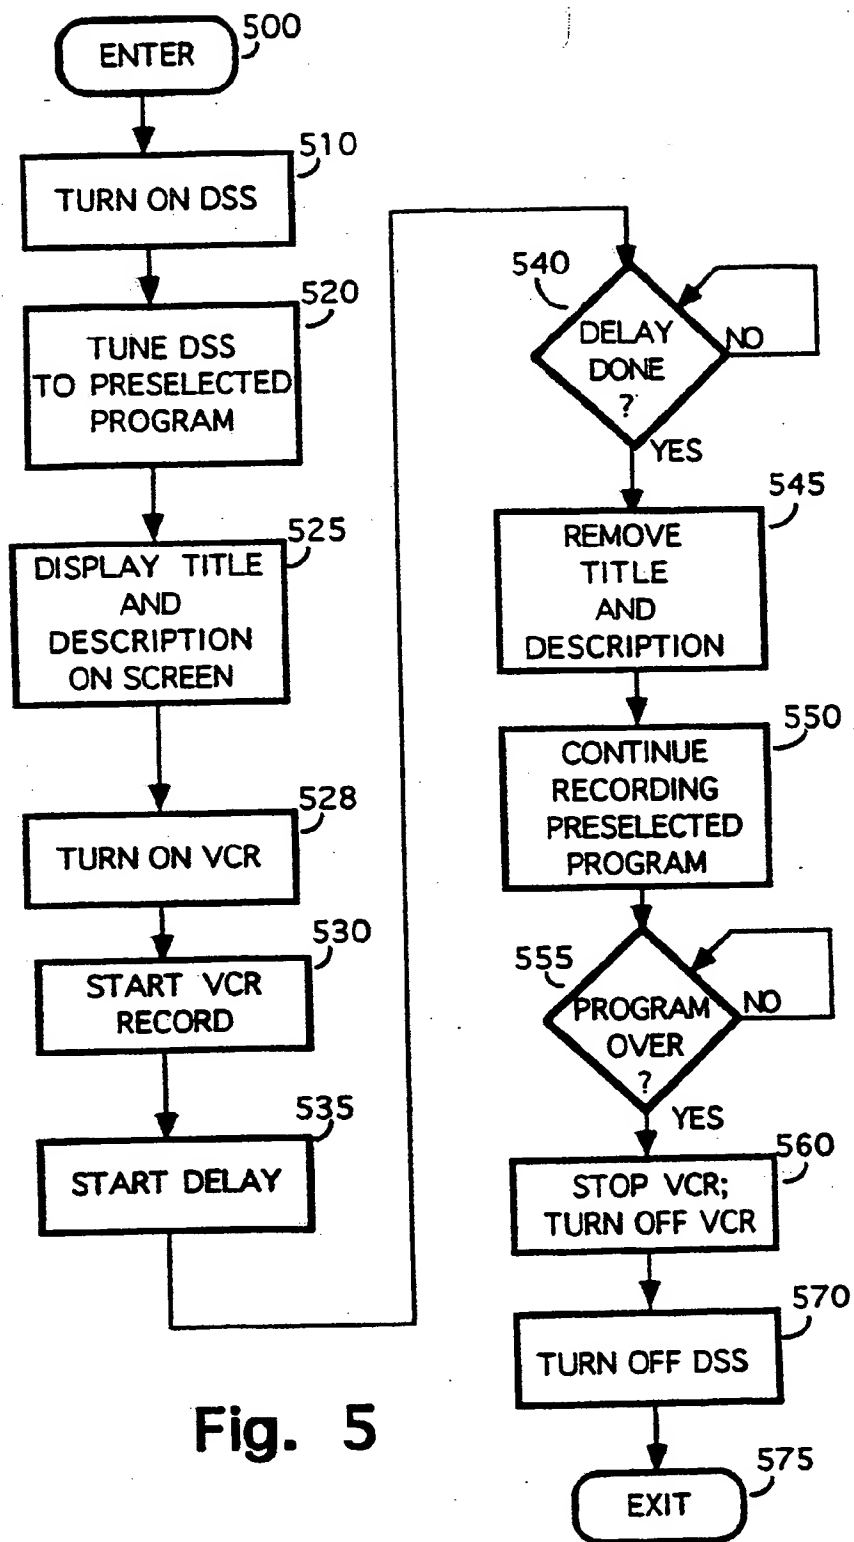 500
ENTER
510
TURN ON DSS
520
TUNE DSS
TO PRESELECTED
PROGRAM
525
DISPLAY TITLE
AND
DESCRIPTION
ON SCREEN
528
TURN ON VCR
530
START VCR
RECORD
535
START DELAY
540
DELAY
DONE
?
NO
YES
545
REMOVE
TITLE
AND
DESCRIPTION
550
CONTINUE
RECORDING
PRESELECTED
PROGRAM
555
PROGRAM
OVER
?
NO
YES
560
STOP VCR;
TURN OFF VCR
570
TURN OFF DSS
575
EXIT
Fig. 5